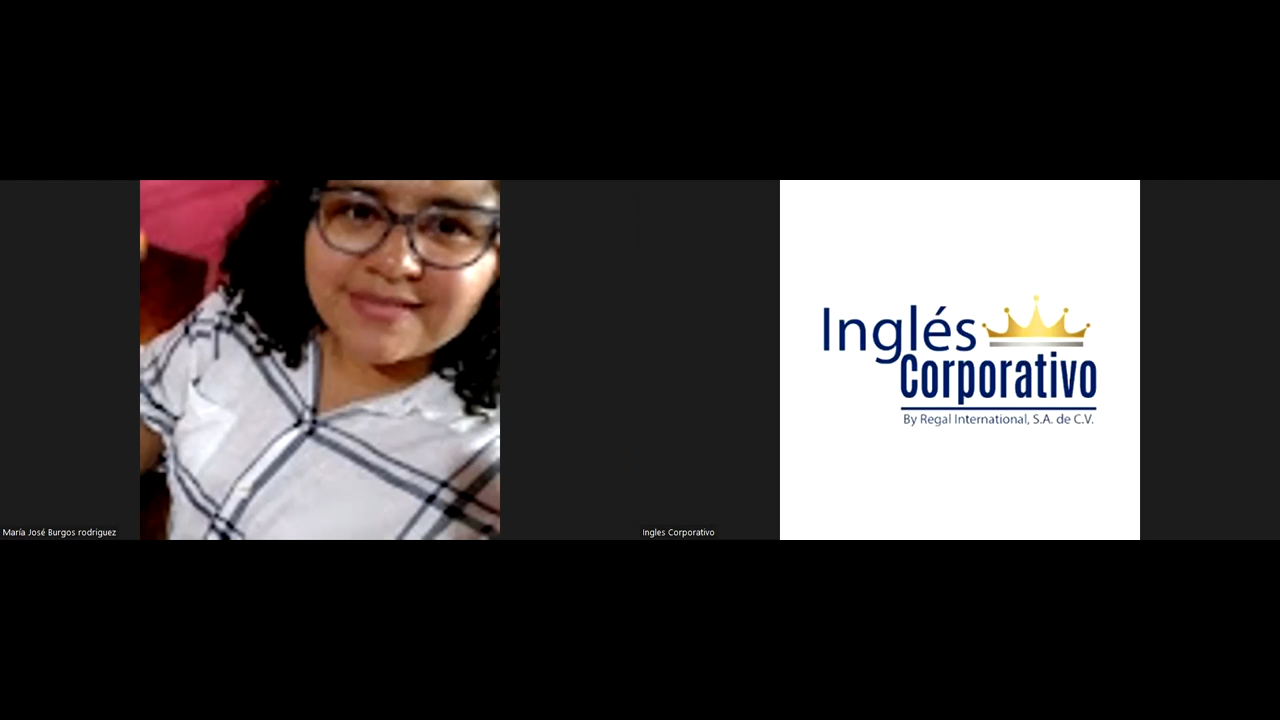 Inglés
Corporativo
By Regal International, S.A. de C.V.
María José Burgos rodriguez
Ingles Corporativo